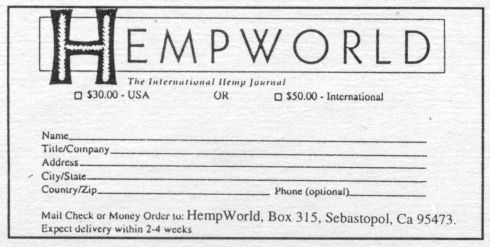 HEMPWORLD
The International Hemp Journal
$30.00 - USA OR $50.00 - International
Name
Title/Company
Address
City/State
Country/Zip Phone (optional)
Mail Check or Money Order to: HempWorld, Box 315, Sebastopol, Ca 95473.
Expect delivery within 2-4 weeks